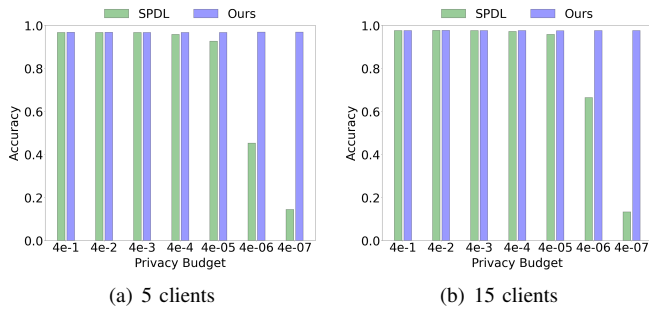 SPDL Ours
1.0
0.8
0.6
0.4
0.2
0.0
Accuracy
4e-1 4e-2 4e-3 4e-4 4e-05 4e-06 4e-07
Privacy Budget
(a) 5 clients
SPDL Ours
1.0
0.8
0.6
0.4
0.2
0.0
Accuracy
4e-1 4e-2 4e-3 4e-4 4e-05 4e-06 4e-07
Privacy Budget
(b) 15 clients